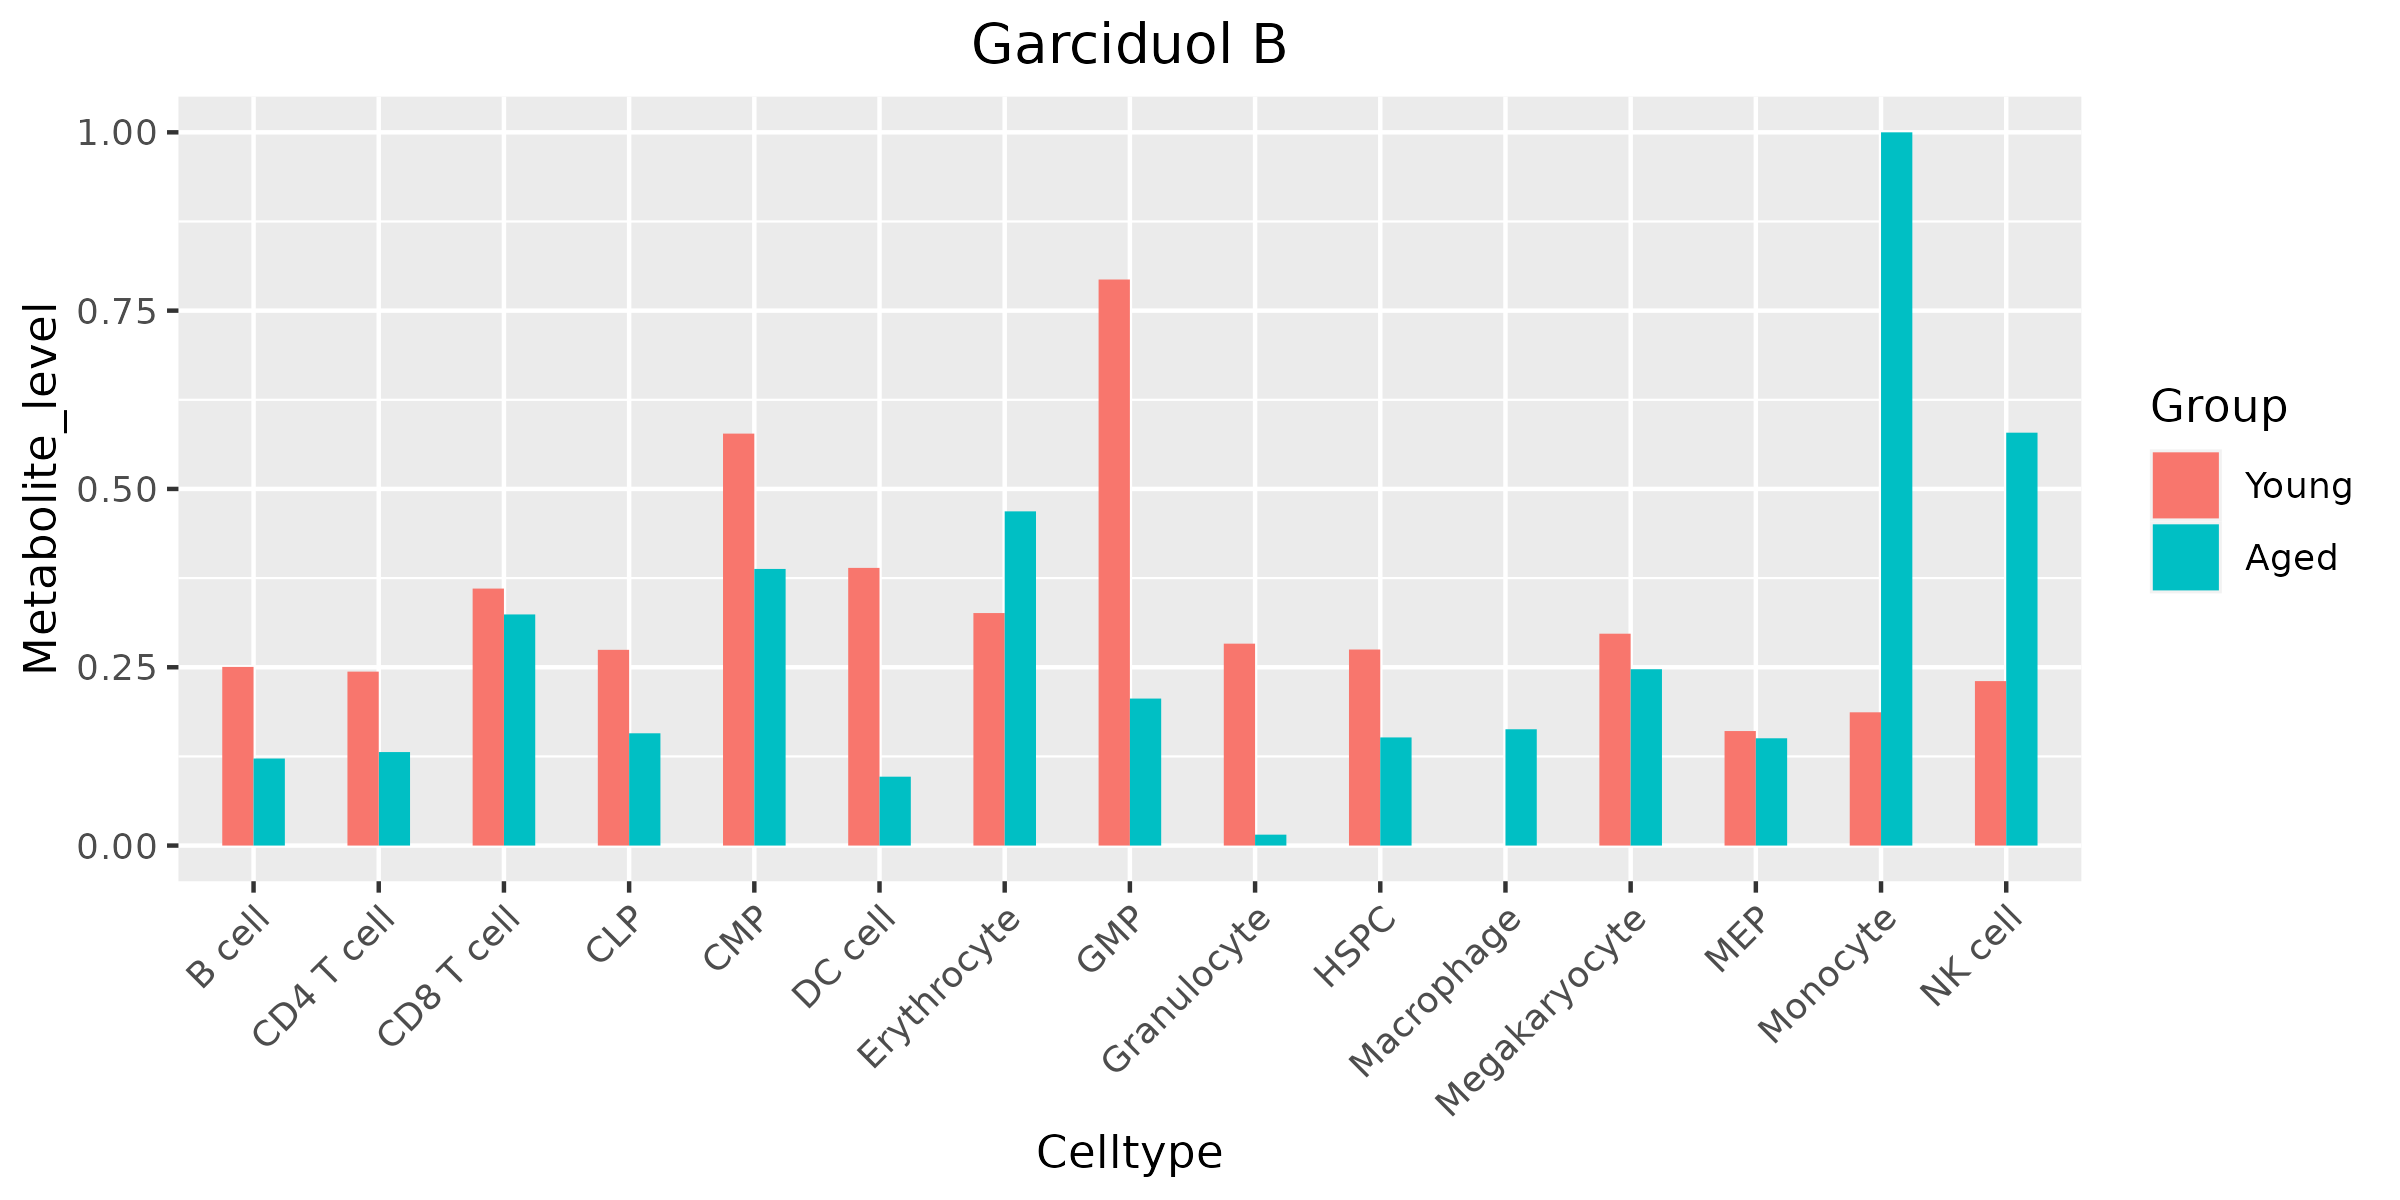 Garciduol B
Metabolite_level
1.00
0.75
0.50
0.25
0.00
B cell
CD4 T cell
CD8 T cell
CLP
CMP
DC cell
Erythrocyte
GMP
Granulocyte
HSPC
Macrophage
Megakaryocyte
MEP
Monocyte
NK cell
Celltype
Group
Young
Aged